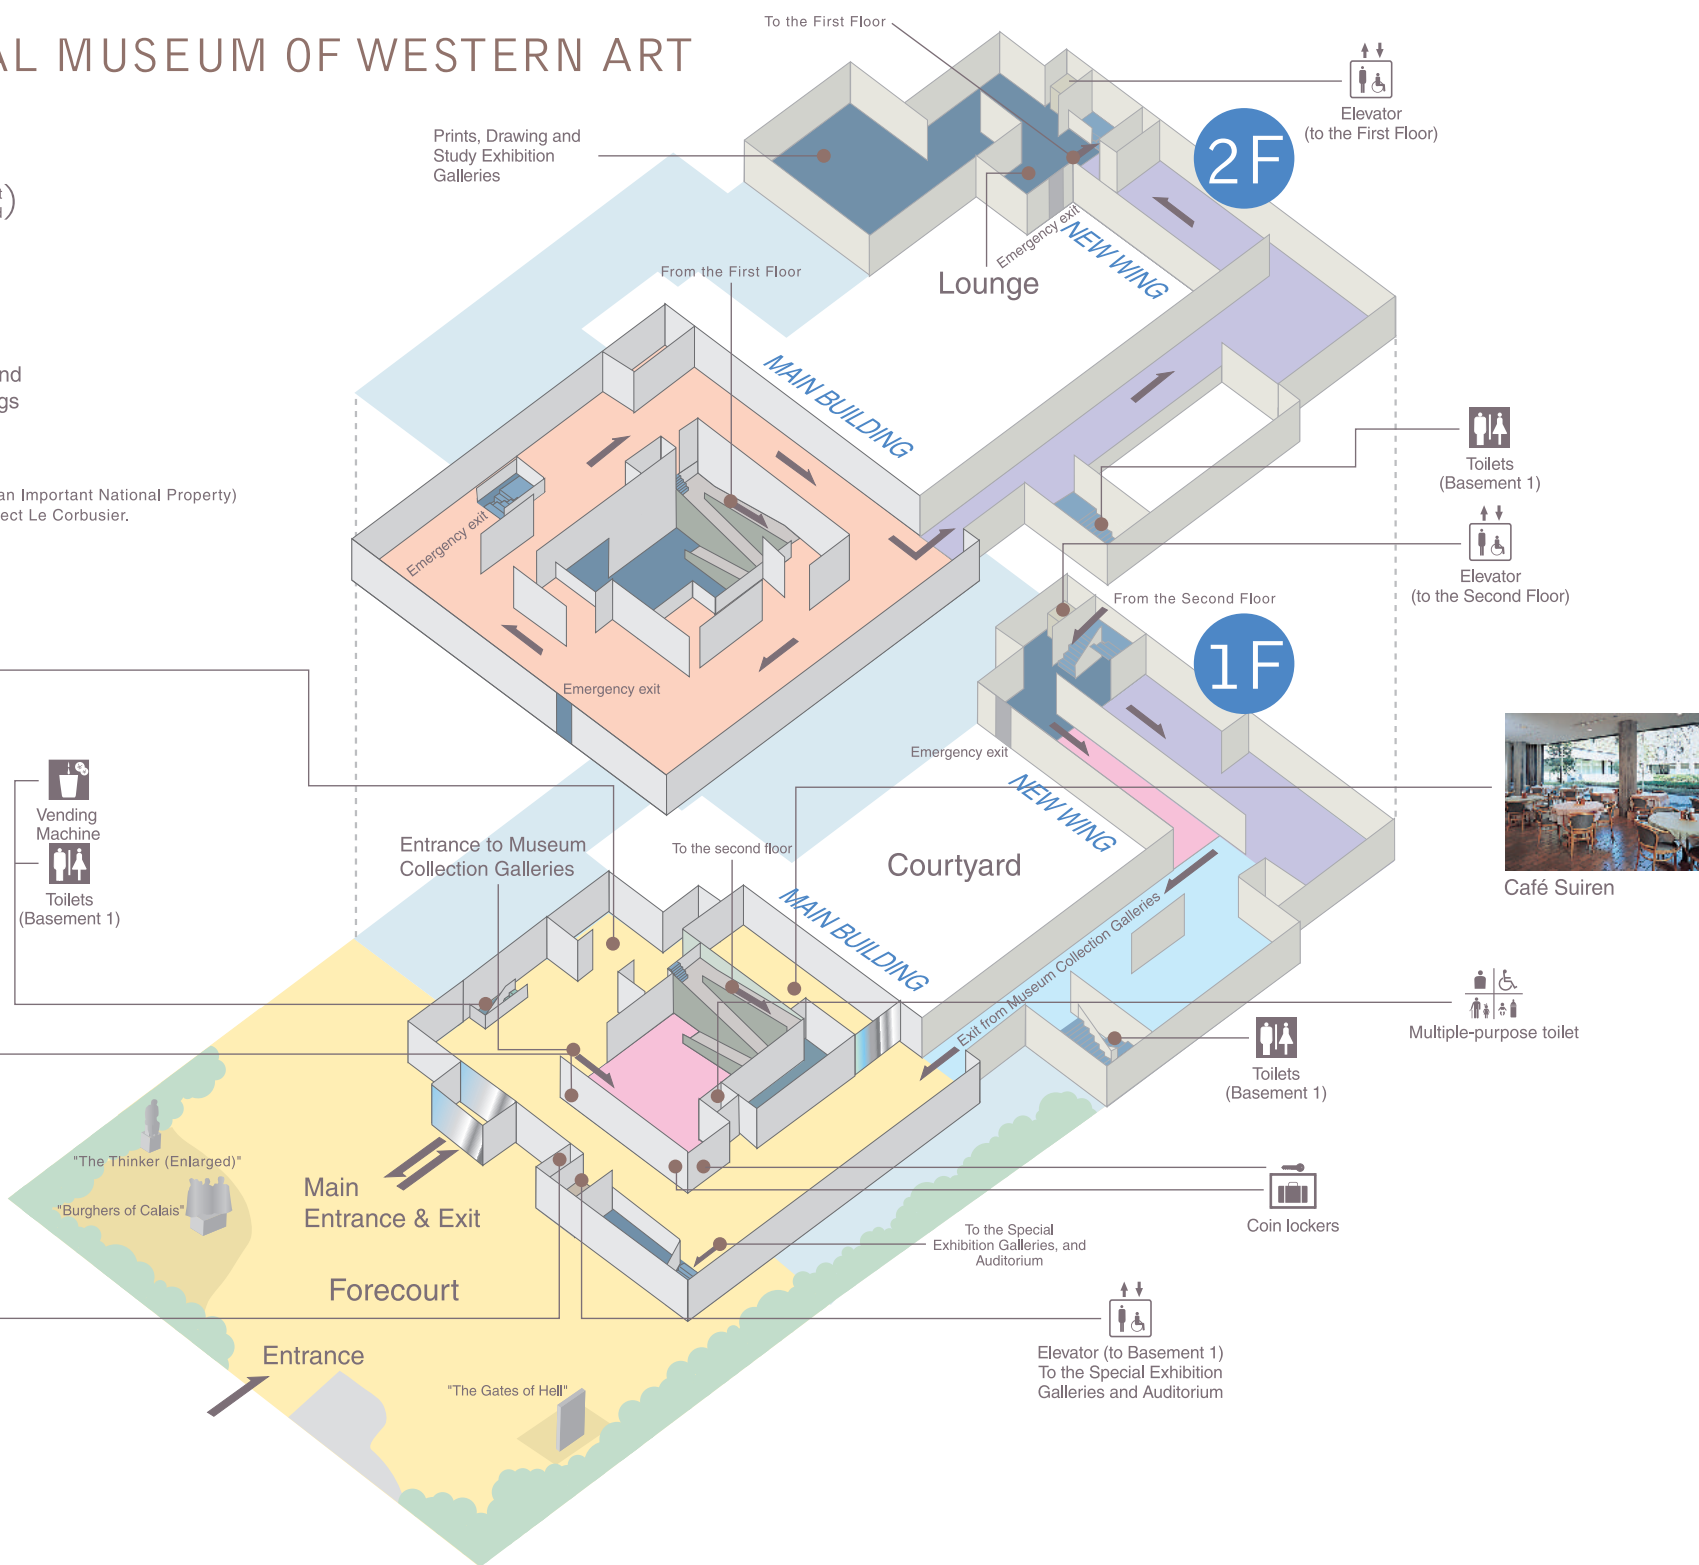 AL MUSEUM OF WESTERN ART
To the First Floor
Elevator
(to the First Floor)
Prints, Drawing and
Study Exhibition
Galleries
2F
Emergency exit
NEW WING
Lounge
From the First Floor
MAIN BUILDING
nd
gs
Toilets
(Basement 1)
an Important National Property)
ect Le Corbusier.
Emergency exit
Elevator
(to the Second Floor)
From the Second Floor
1F
Emergency exit
Emergency exit
Vending
Machine
Toilets
(Basement 1)
NEW WING
Entrance to Museum
Collection Galleries
To the second floor
Courtyard
Café Suiren
MAIN BUILDING
Exit from Museum Collection Galleries
Multiple-purpose toilet
Toilets
(Basement 1)
"The Thinker (Enlarged)"
"Burghers of Calais"
Main
Entrance & Exit
Coin lockers
To the Special
Exhibition Galleries, and
Auditorium
Forecourt
Elevator (to Basement 1)
To the Special Exhibition
Galleries and Auditorium
Entrance
"The Gates of Hell"